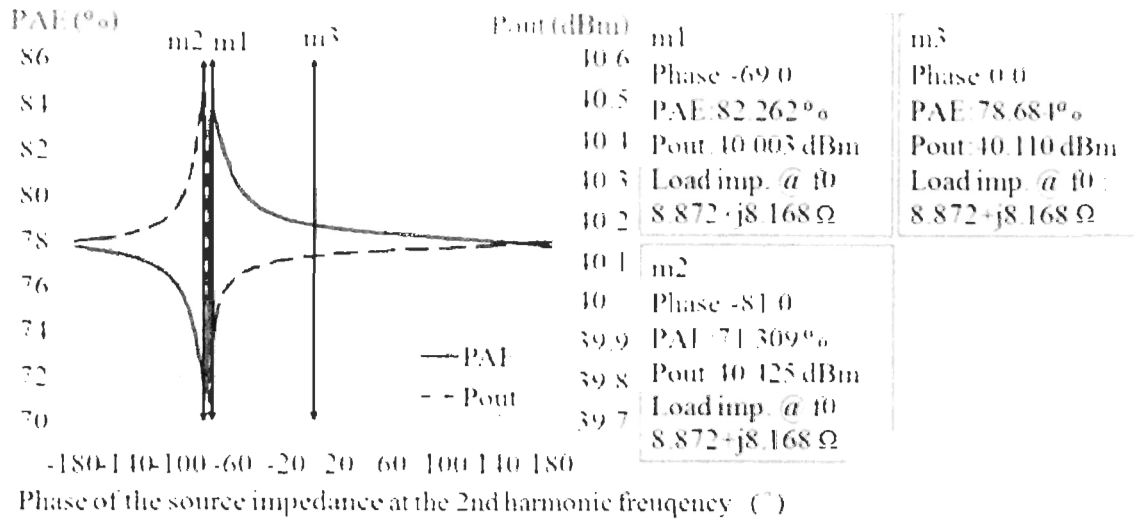 PAE (%)
86
84
82
80
78
76
74
72
70
m2 m1
m3
PAE
Pout
Pout (dBm)
40.6
40.5
40.4
40.3
40.2
40.1
40
39.9
39.8
39.7
-180-140-100 -60 -20 20 60 100 140 180
Phase of the source impedance at the 2nd harmonic freuqency (°)
m1
Phase -69.0
PAE:82.262%
Pout:40.003 dBm
Load imp. @ f0
8.872+j8.168 Ω
m3
Phase 0.0
PAE:78.684%
Pout:40.110 dBm
Load imp. @ f0 :
8.872+j8.168 Ω
m2
Phase -81.0
PAE:71.309%
Pout 40.425 dBm
Load imp. @ f0
8.872+j8.168 Ω